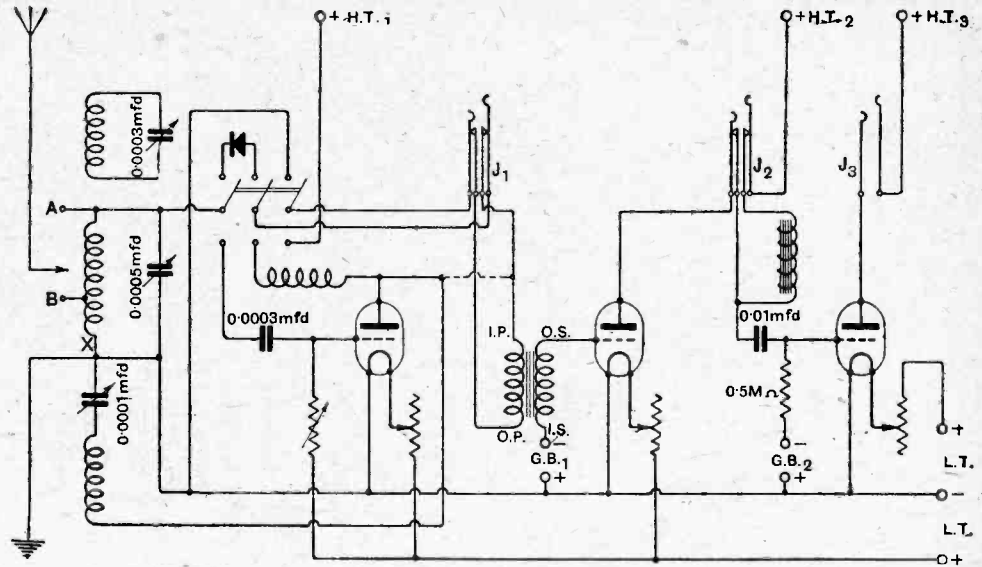 + H.T.1
+ H.T.2
+ H.T.3
0·0003mfd
J1
J2
J3
A
0·0005mfd
B
0·0003mfd
0·01mfd
I.P.
O.S.
X
0·0001mfd
0·5MΩ
+
O.P.
I.S.
−
−
G.B.1
G.B.2
L.T.
+
+
−
L.T.
+